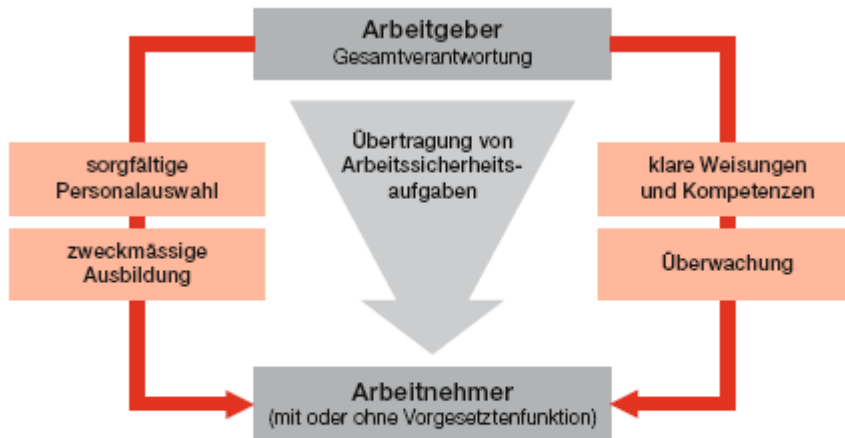 Arbeitgeber
Gesamtverantwortung
Übertragung von
Arbeitssicherheits-
aufgaben
sorgfältige
Personalauswahl
zweckmässige
Ausbildung
klare Weisungen
und Kompetenzen
Überwachung
Arbeitnehmer
(mit oder ohne Vorgesetztenfunktion)